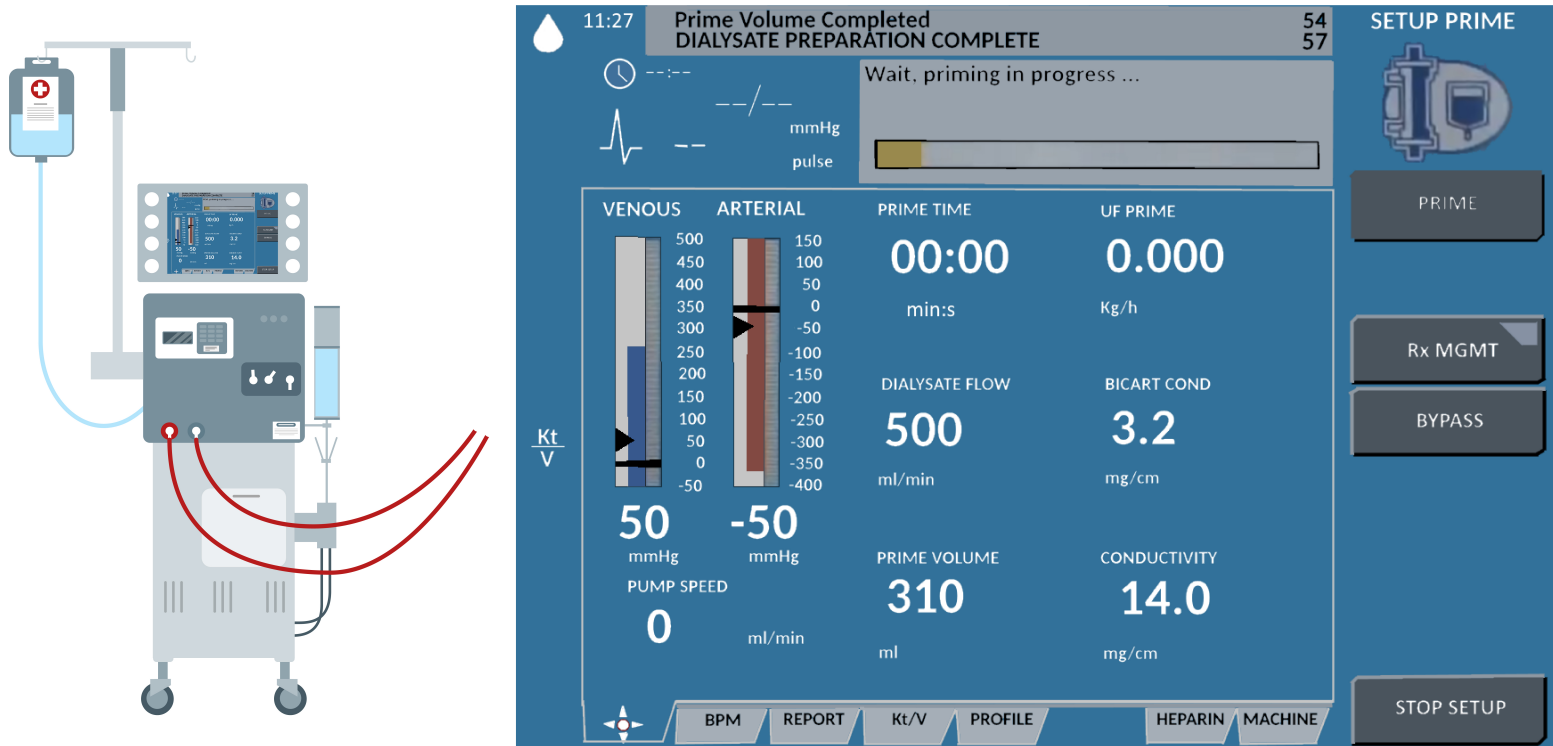 11:27
Prime Volume Completed 54
DIALYSATE PREPARATION COMPLETE 57
SETUP PRIME
--:--
--/--
mmHg
--
pulse
Wait, priming in progress ...
PRIME
Rx MGMT
BYPASS
STOP SETUP
Kt
V
VENOUS
500
450
400
350
300
250
200
150
100
50
0
-50
50
mmHg
ARTERIAL
150
100
50
0
-50
-100
-150
-200
-250
-300
-350
-400
-50
mmHg
PUMP SPEED
0
ml/min
PRIME TIME
00:00
min:s
UF PRIME
0.000
Kg/h
DIALYSATE FLOW
500
ml/min
BICART COND
3.2
mg/cm
PRIME VOLUME
310
ml
CONDUCTIVITY
14.0
mg/cm
BPM
REPORT
Kt/V
PROFILE
HEPARIN
MACHINE